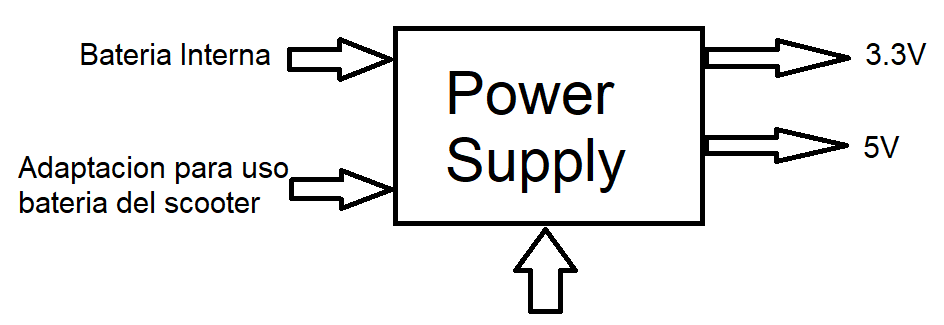 Bateria Interna
Adaptacion para uso
bateria del scooter
Power
Supply
3.3V
5V